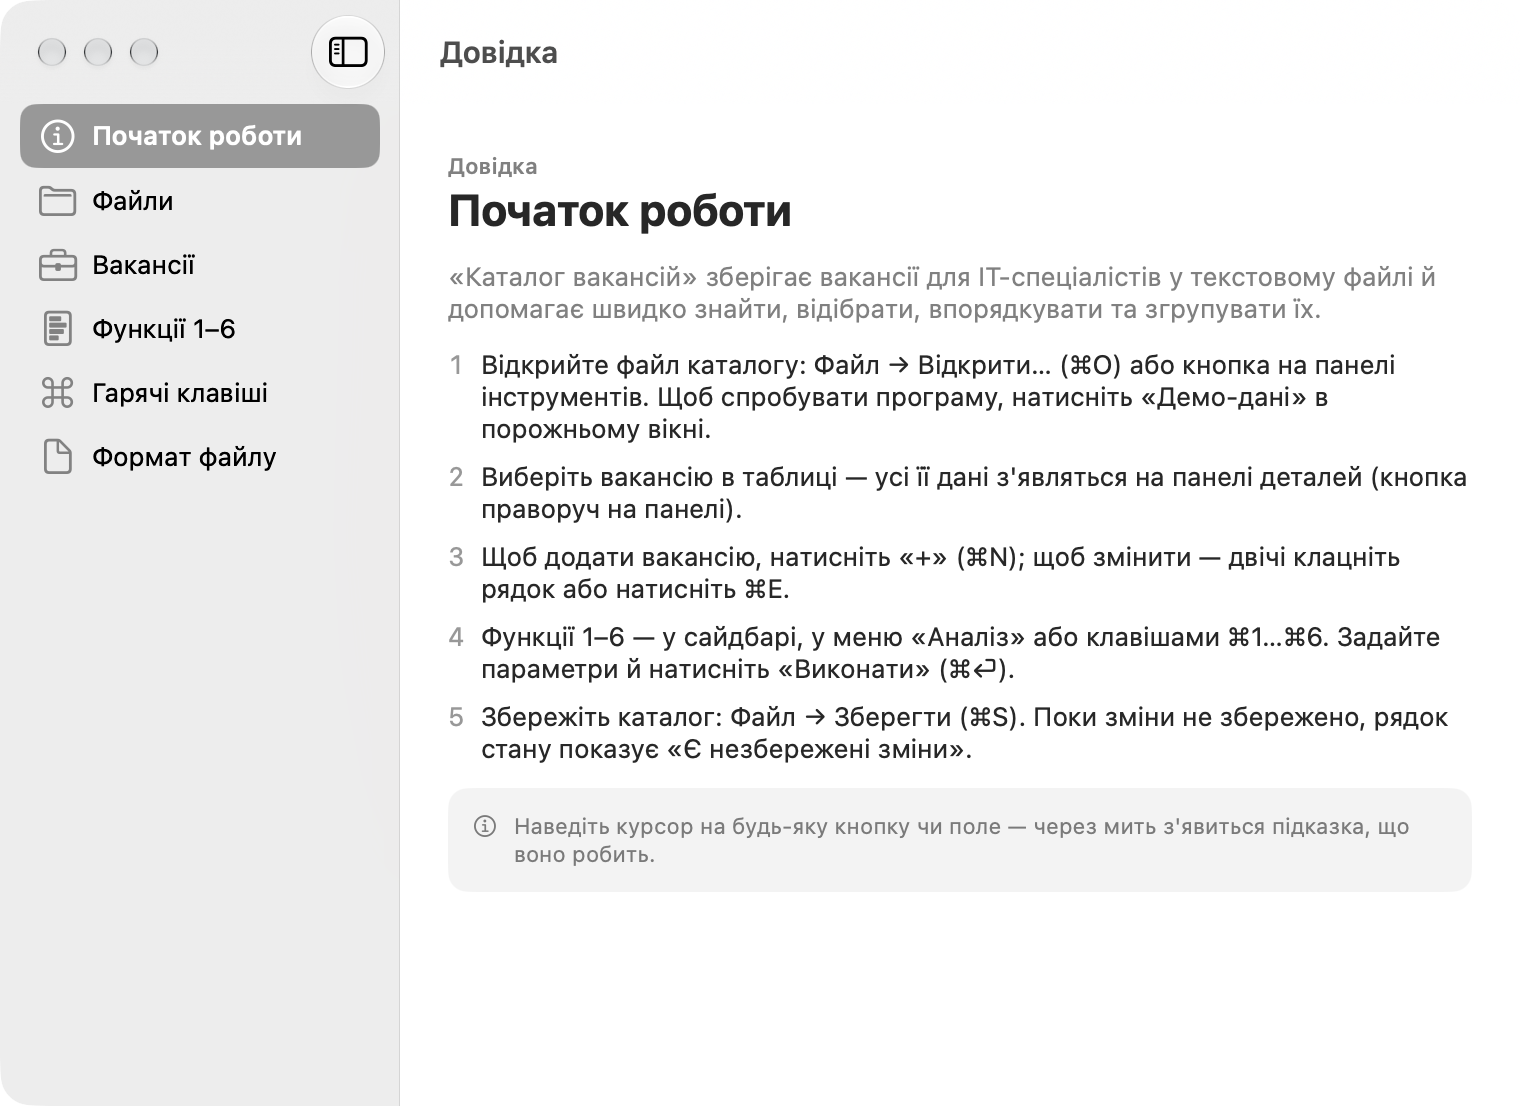 Довідка
Початок роботи
Файли
Вакансії
Функції 1–6
Гарячі клавіші
Формат файлу
Довідка
Початок роботи
«Каталог вакансій» зберігає вакансії для ІТ-спеціалістів у текстовому файлі й
допомагає швидко знайти, відібрати, впорядкувати та згрупувати їх.
1 Відкрийте файл каталогу: Файл → Відкрити... (⌘O) або кнопка на панелі
інструментів. Щоб спробувати програму, натисніть «Демо-дані» в
порожньому вікні.
2 Виберіть вакансію в таблиці — усі її дані з'являться на панелі деталей (кнопка
праворуч на панелі).
3 Щоб додати вакансію, натисніть «+» (⌘N); щоб змінити — двічі клацніть
рядок або натисніть ⌘E.
4 Функції 1–6 — у сайдбарі, у меню «Аналіз» або клавішами ⌘1...⌘6. Задайте
параметри й натисніть «Виконати» (⌘↩).
5 Збережіть каталог: Файл → Зберегти (⌘S). Поки зміни не збережено, рядок
стану показує «Є незбережені зміни».
Наведіть курсор на будь-яку кнопку чи поле — через мить з'явиться підказка, що
воно робить.